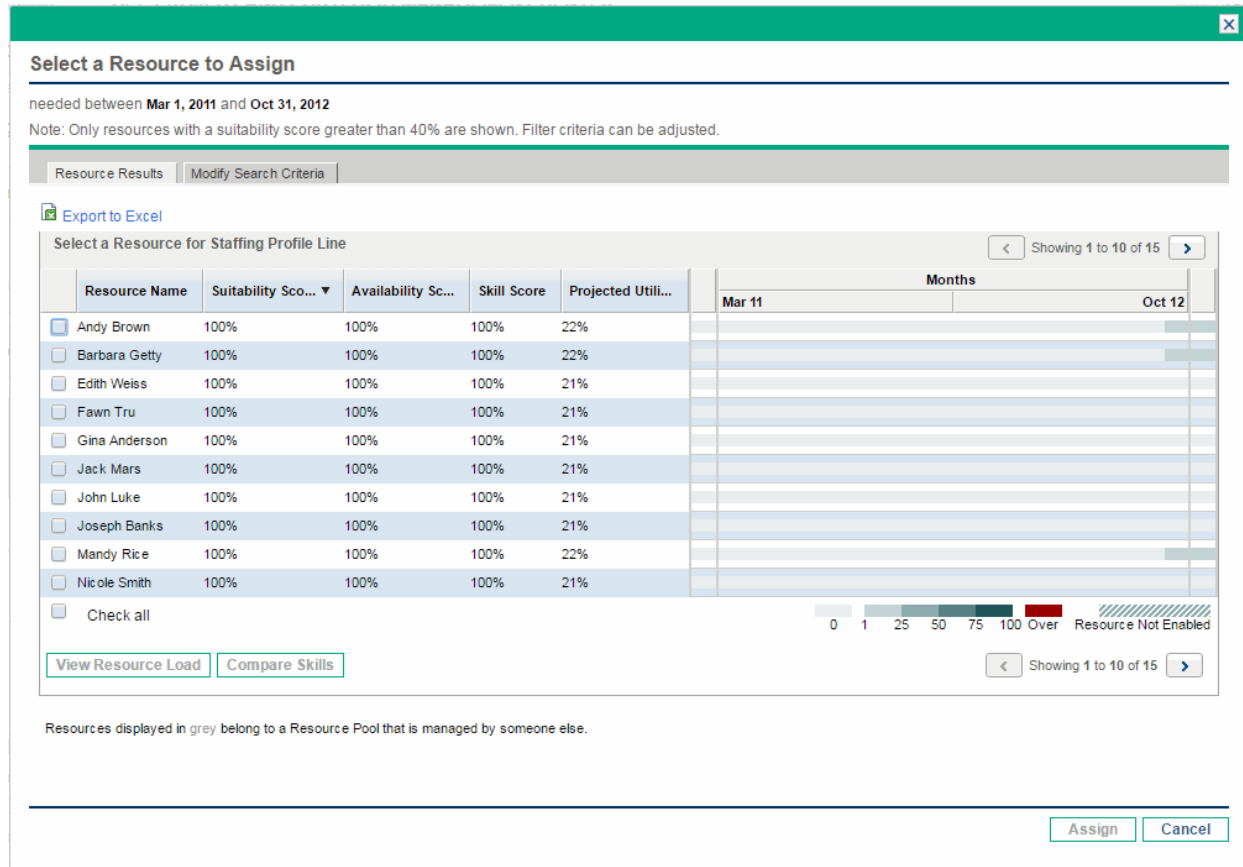 Select a Resource to Assign
needed between Mar 1, 2011 and Oct 31, 2012
Note: Only resources with a suitability score greater than 40% are shown. Filter criteria can be adjusted.
Resource Results Modify Search Criteria
Export to Excel
Select a Resource for Staffing Profile Line < Showing 1 to 10 of 15 >
Months
Resource Name Suitability Sco... ▼ Availability Sc... Skill Score Projected Utili...
Mar 11 Oct 12
Andy Brown 100% 100% 100% 22%
Barbara Getty 100% 100% 100% 22%
Edith Weiss 100% 100% 100% 21%
Fawn Tru 100% 100% 100% 21%
Gina Anderson 100% 100% 100% 21%
Jack Mars 100% 100% 100% 21%
John Luke 100% 100% 100% 21%
Joseph Banks 100% 100% 100% 21%
Mandy Rice 100% 100% 100% 22%
Nicole Smith 100% 100% 100% 21%
Check all
0 1 25 50 75 100 Over Resource Not Enabled
View Resource Load Compare Skills < Showing 1 to 10 of 15 >
Resources displayed in grey belong to a Resource Pool that is managed by someone else.
Assign Cancel